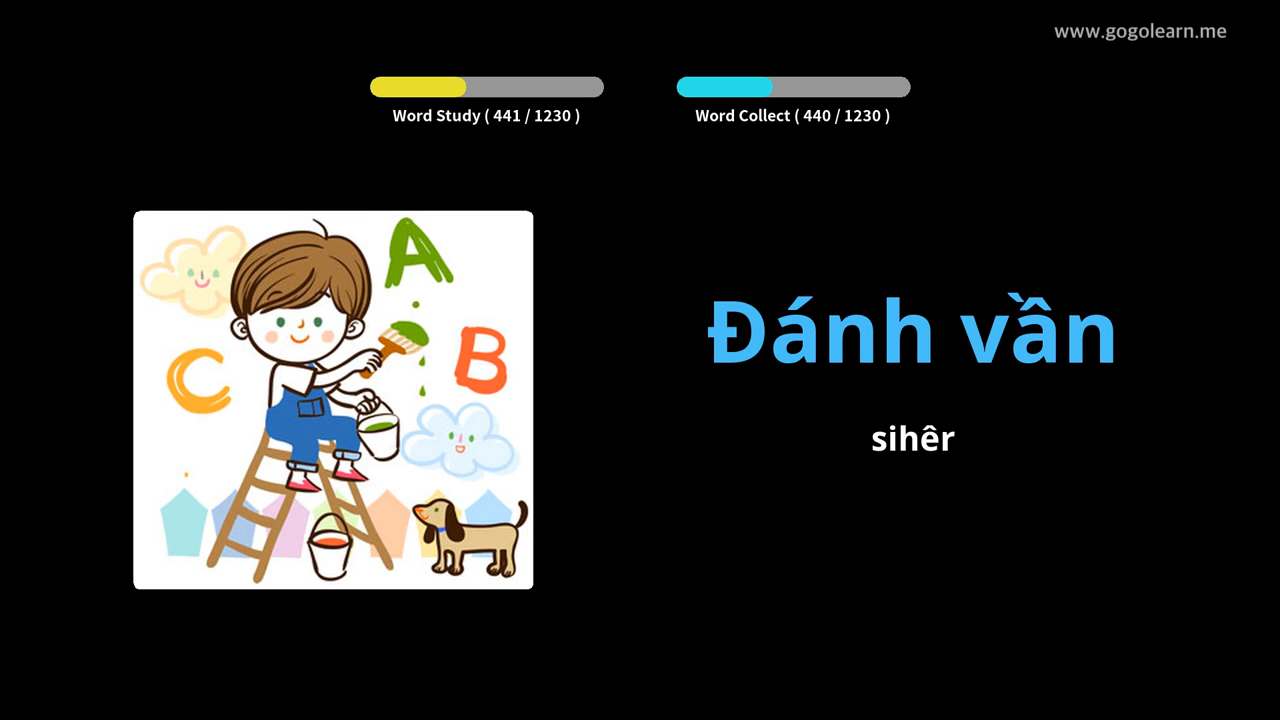 www.gogolearn.me
Word Study ( 441 / 1230 )
Word Collect ( 440 / 1230 )
A
B
C
Đánh vần
sihêr